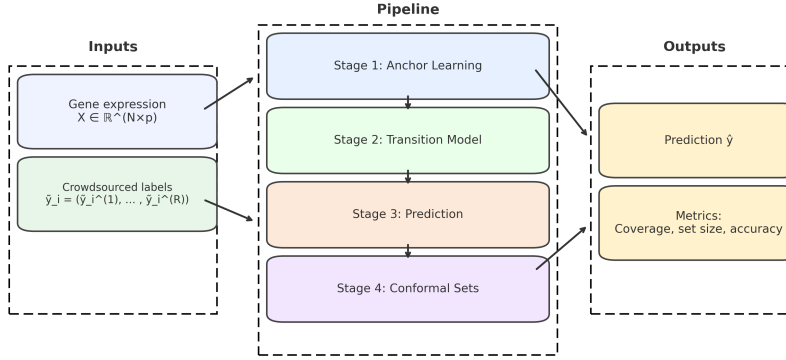 Inputs
Gene expression
X ∈ ℝ^(N×p)
Crowdsourced labels
ỹ_i = (ỹ_i^(1), … , ỹ_i^(R))
Pipeline
Stage 1: Anchor Learning
Stage 2: Transition Model
Stage 3: Prediction
Stage 4: Conformal Sets
Outputs
Prediction ŷ
Metrics:
Coverage, set size, accuracy